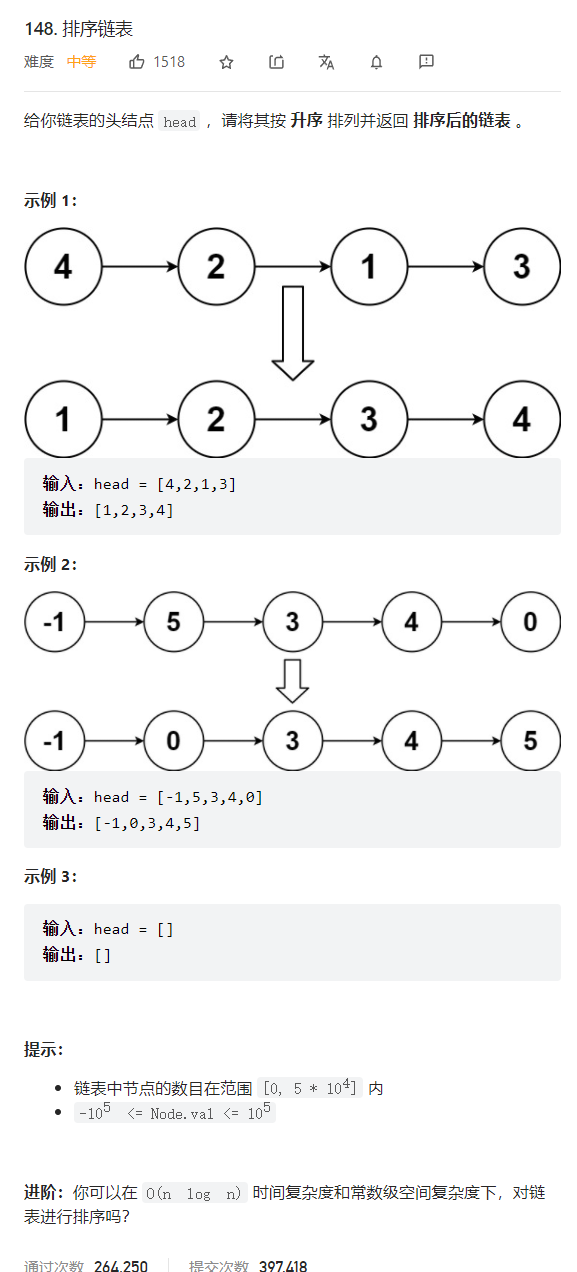 148. 排序链表
难度 中等 1518
给你链表的头结点 head ，请将其按 升序 排列并返回 排序后的链表 。
示例 1：
4 2 1 3
1 2 3 4
输入：head = [4,2,1,3]
输出：[1,2,3,4]
示例 2：
-1 5 3 4 0
-1 0 3 4 5
输入：head = [-1,5,3,4,0]
输出：[-1,0,3,4,5]
示例 3：
输入：head = []
输出：[]
提示：
• 链表中节点的数目在范围 [0, 5 * 10⁴] 内
• -10⁵ <= Node.val <= 10⁵
进阶：你可以在 O(n log n) 时间复杂度和常数级空间复杂度下，对链
表进行排序吗？
通过次数 264,250 提交次数 397,418